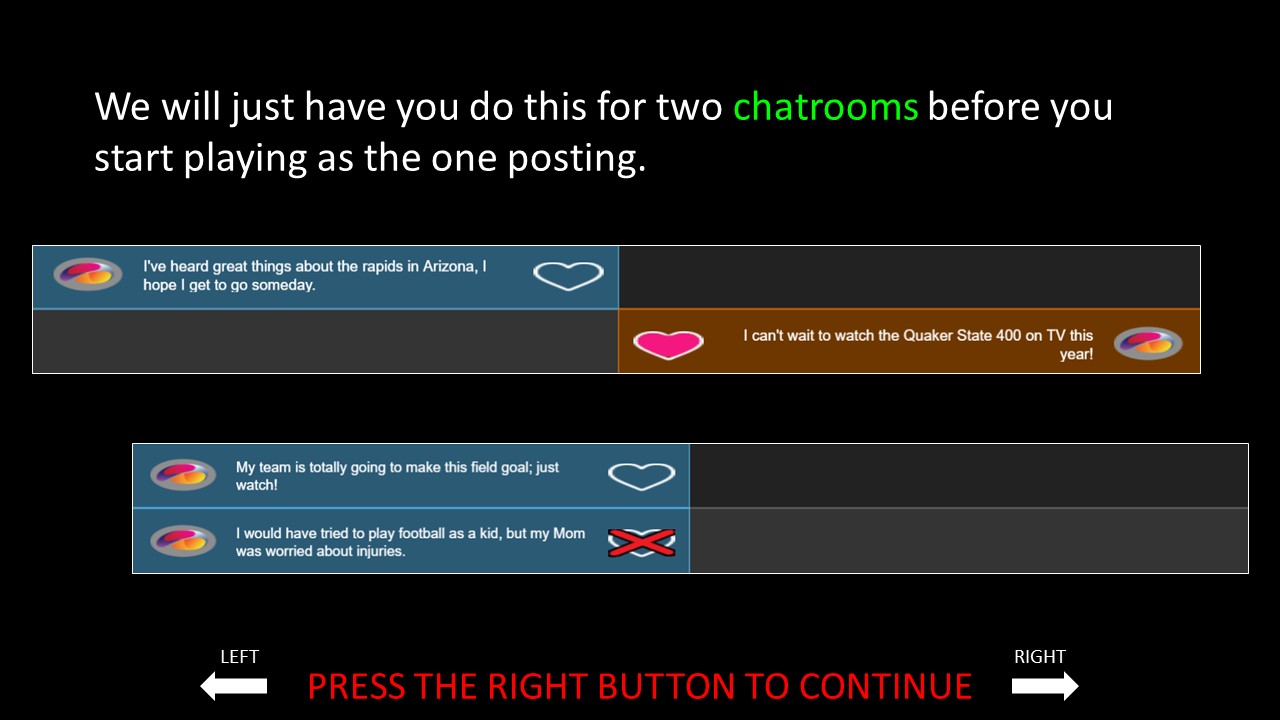 We will just have you do this for two chatrooms before you
start playing as the one posting.
I've heard great things about the rapids in Arizona, I
hope I get to go someday.
I can't wait to watch the Quaker State 400 on TV this
year!
My team is totally going to make this field goal; just
watch!
I would have tried to play football as a kid, but my Mom
was worried about injuries.
LEFT
RIGHT
PRESS THE RIGHT BUTTON TO CONTINUE